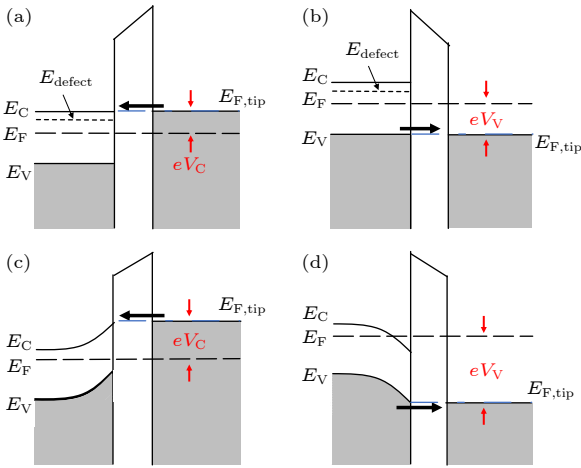 (a)
E_defect
E_C
E_F
E_V
E_F,tip
eV_C
(b)
E_C
E_defect
E_F
E_V
eV_V
E_F,tip
(c)
E_C
E_F
E_V
E_F,tip
eV_C
(d)
E_C
E_F
E_V
eV_V
E_F,tip